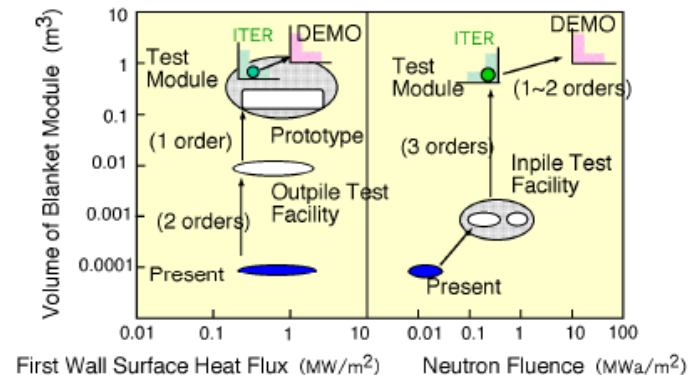 Volume of Blanket Module (m³)
10
1
0.1
0.01
0.001
0.0001
ITER
DEMO
Test
Module
(1 order)
Prototype
Outpile Test
Facility
(2 orders)
Present
0.01
0.1
1
10
First Wall Surface Heat Flux (MW/m²)
DEMO
ITER
Test
Module
(1~2 orders)
(3 orders)
Inpile Test
Facility
Present
0.01
0.1
1
10
100
Neutron Fluence (MWa/m²)